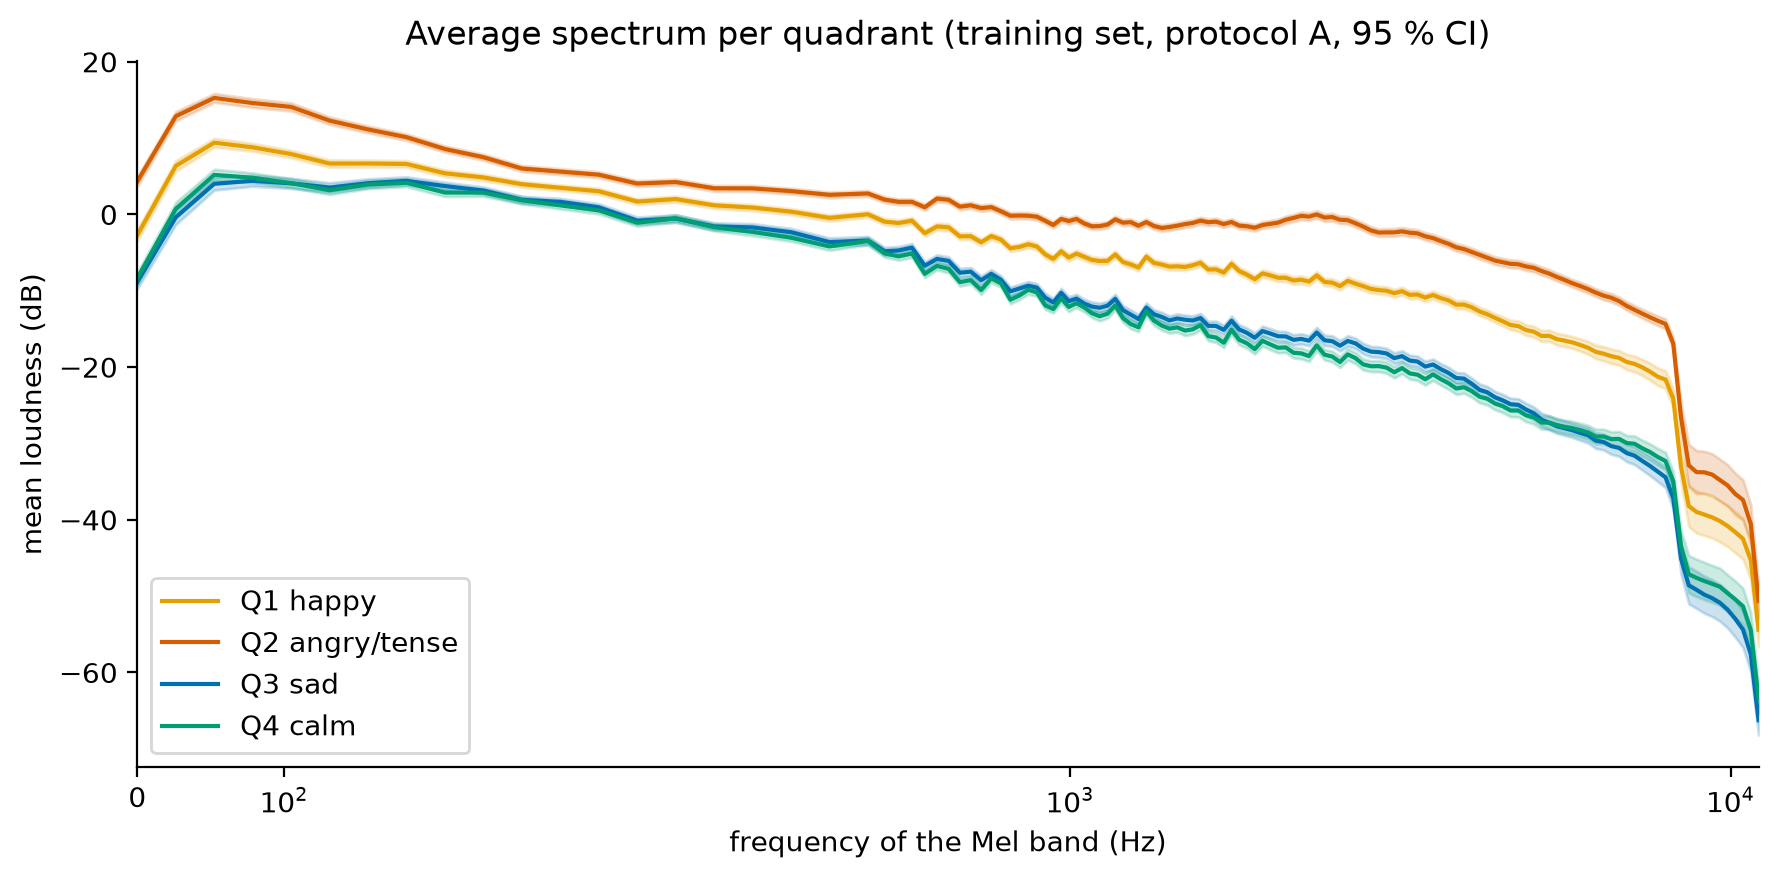 Average spectrum per quadrant (training set, protocol A, 95 % CI)
mean loudness (dB)
20
0
−20
−40
−60
Q1 happy
Q2 angry/tense
Q3 sad
Q4 calm
0
10²
10³
10⁴
frequency of the Mel band (Hz)